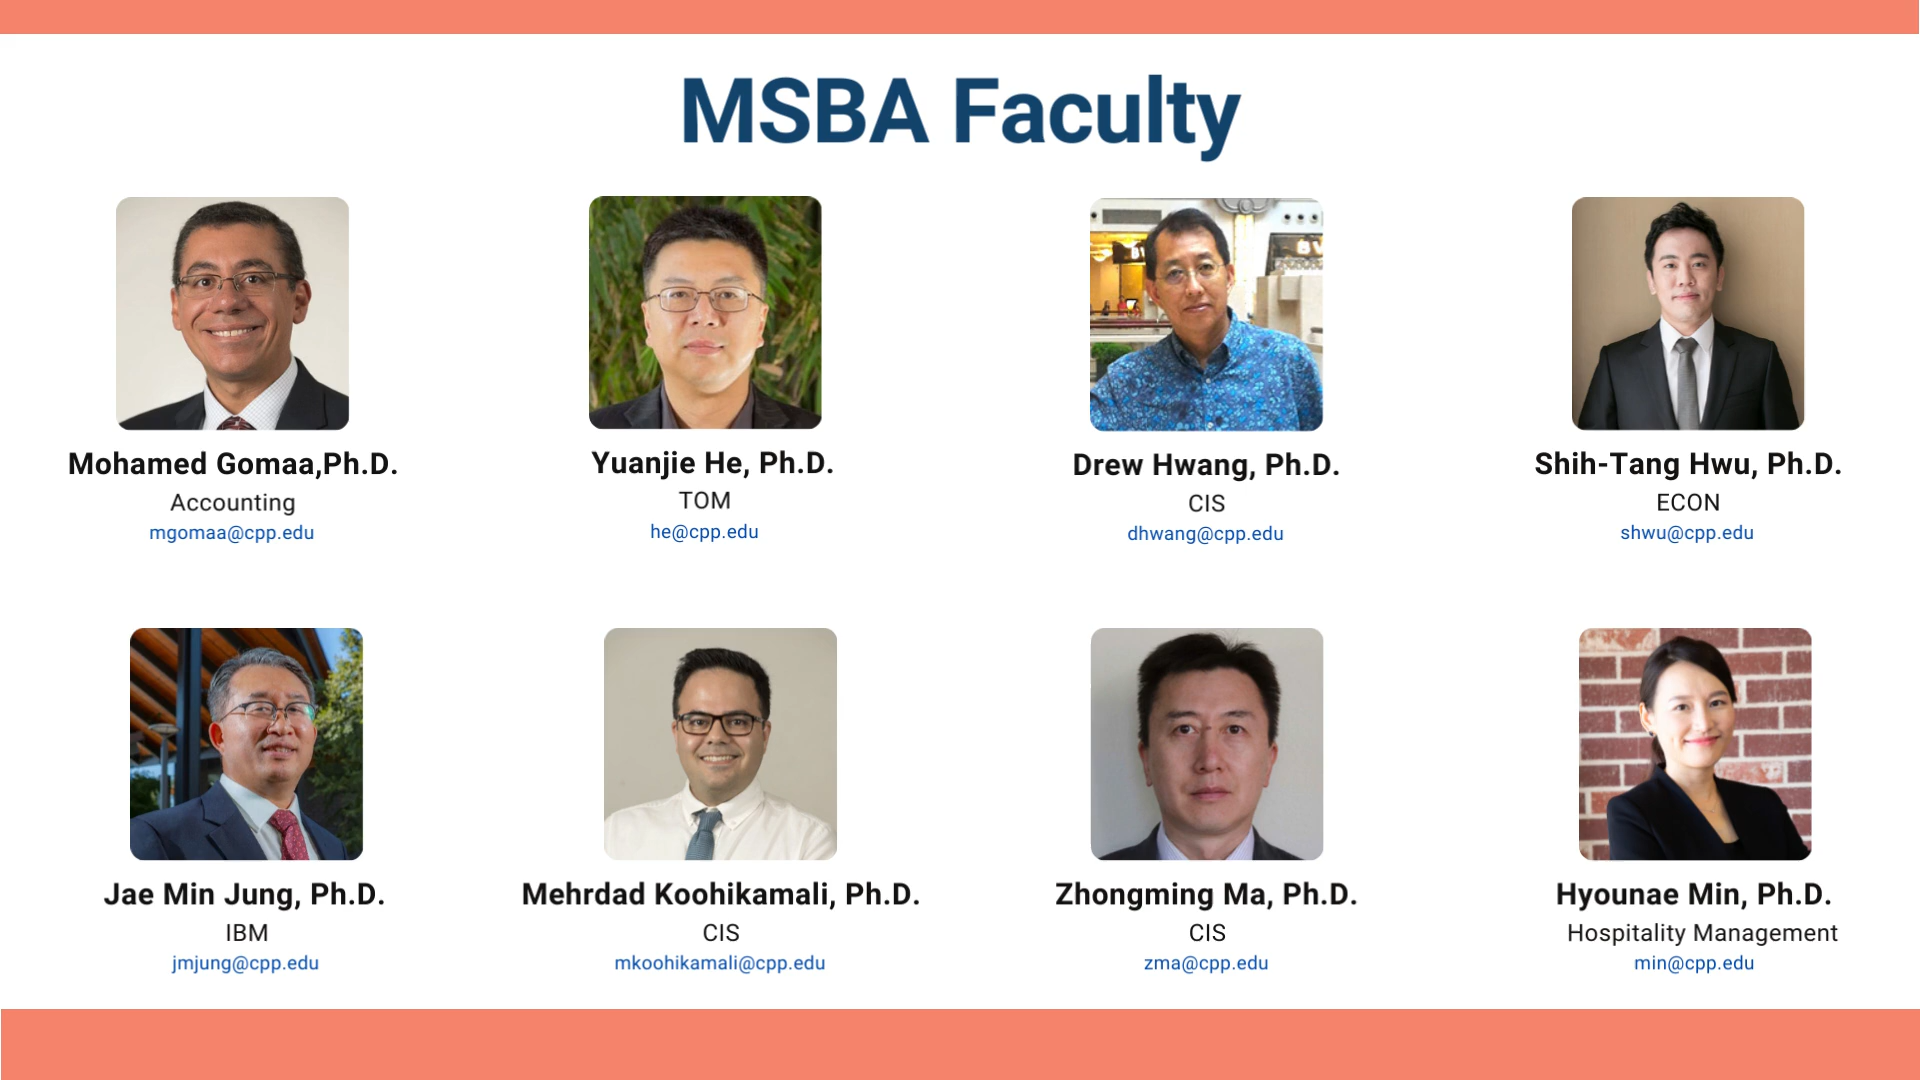 MSBA Faculty
Mohamed Gomaa,Ph.D.
Accounting
mgomaa@cpp.edu
Yuanjie He, Ph.D.
TOM
he@cpp.edu
Drew Hwang, Ph.D.
CIS
dhwang@cpp.edu
Shih-Tang Hwu, Ph.D.
ECON
shwu@cpp.edu
Jae Min Jung, Ph.D.
IBM
jmjung@cpp.edu
Mehrdad Koohikamali, Ph.D.
CIS
mkoohikamali@cpp.edu
Zhongming Ma, Ph.D.
CIS
zma@cpp.edu
Hyounae Min, Ph.D.
Hospitality Management
min@cpp.edu